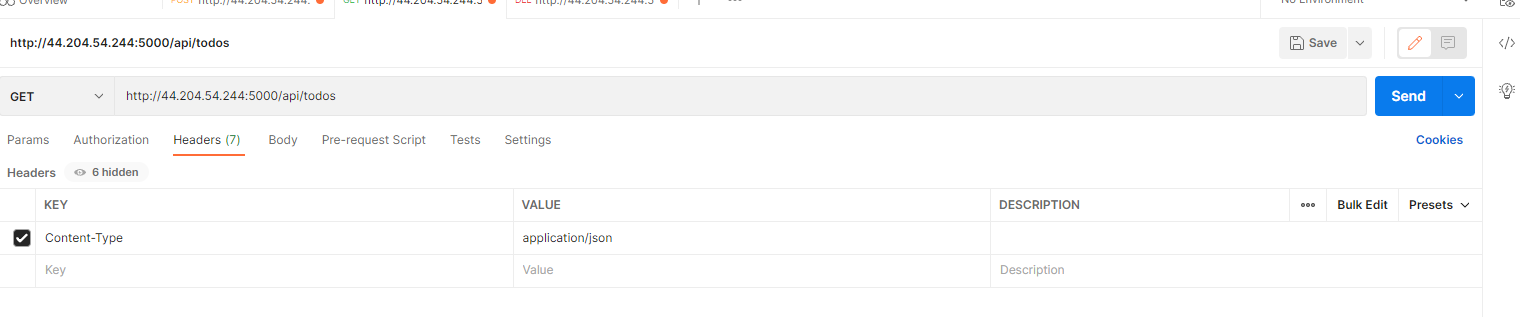 Overview POST http://44.204.54.244: GET http://44.204.54.244:5 DEL http://44.204.54.244:5 No Environment
http://44.204.54.244:5000/api/todos Save
GET http://44.204.54.244:5000/api/todos Send
Params Authorization Headers (7) Body Pre-request Script Tests Settings Cookies
Headers 6 hidden
KEY VALUE DESCRIPTION Bulk Edit Presets
Content-Type application/json
Key Value Description